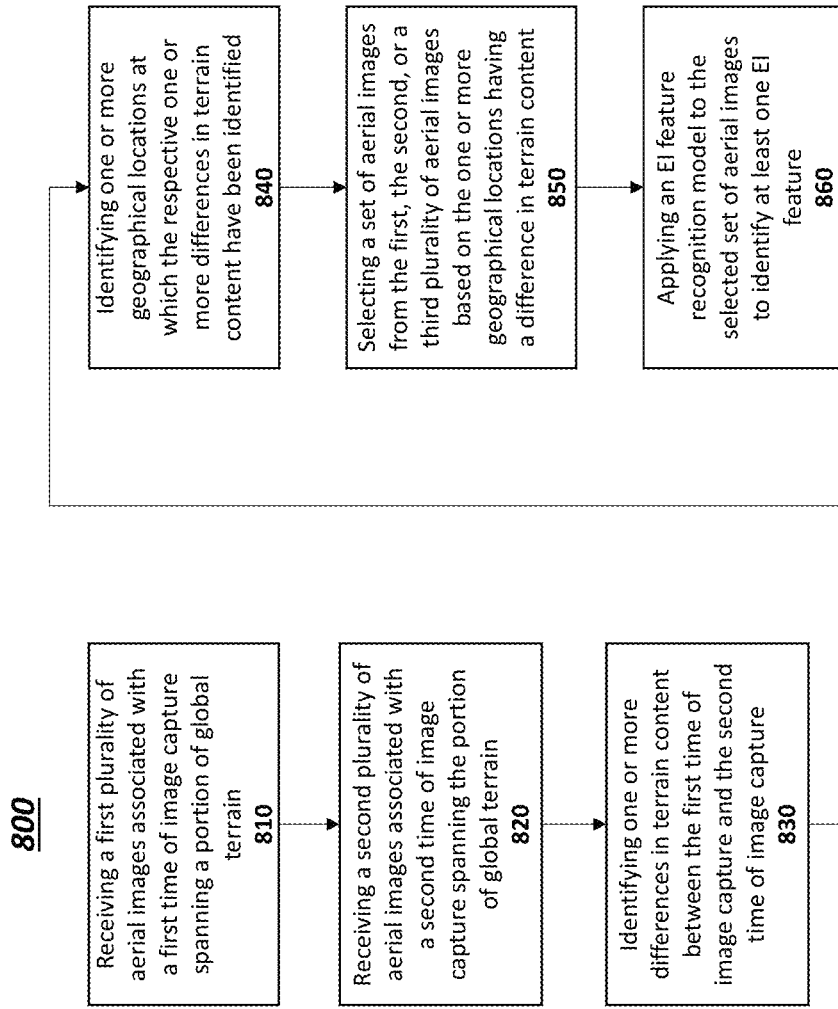 800
Receiving a first plurality of
aerial images associated with
a first time of image capture
spanning a portion of global
terrain
810
Receiving a second plurality of
aerial images associated with
a second time of image
capture spanning the portion
of global terrain
820
Identifying one or more
differences in terrain content
between the first time of
image capture and the second
time of image capture
830
Identifying one or more
geographical locations at
which the respective one or
more differences in terrain
content have been identified
840
Selecting a set of aerial images
from the first, the second, or a
third plurality of aerial images
based on the one or more
geographical locations having
a difference in terrain content
850
Applying an EI feature
recognition model to the
selected set of aerial images
to identify at least one EI
feature
860